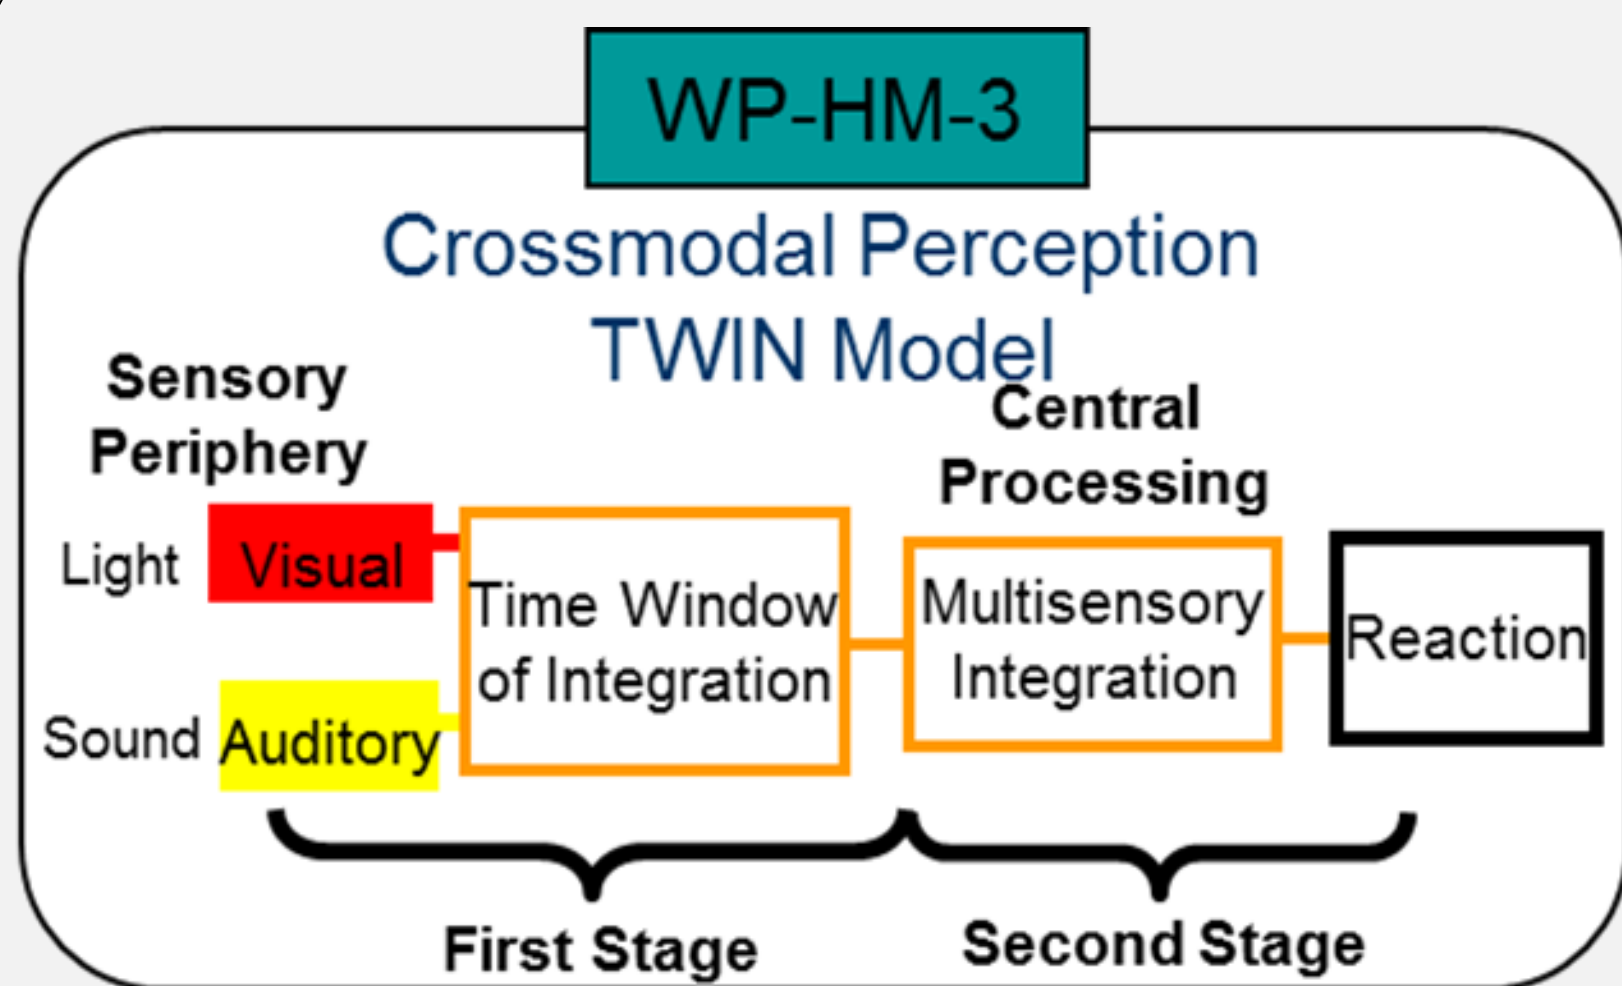 WP-HM-3
Crossmodal Perception
TWIN Model
Sensory
Periphery
Central
Processing
Light
Visual
Sound
Auditory
Time Window
of Integration
Multisensory
Integration
Reaction
First Stage
Second Stage